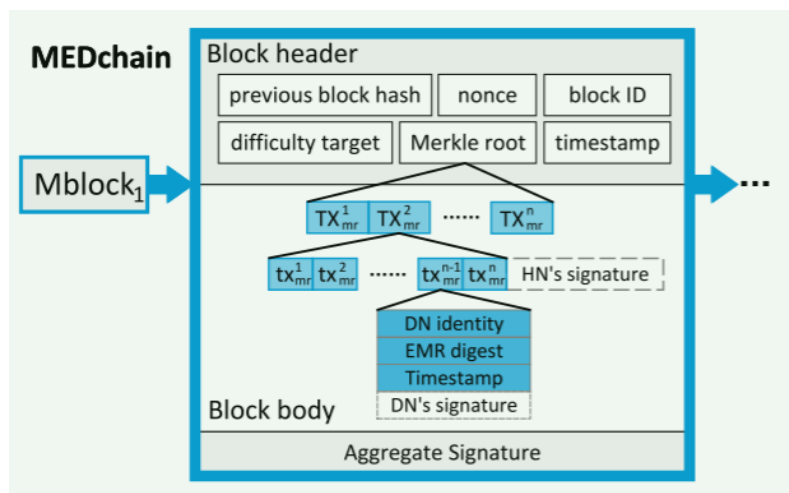 MEDchain
Block header
previous block hash nonce block ID
difficulty target Merkle root timestamp
Mblock₁ ...
TX¹mr TX²mr ...... TXⁿmr
tx¹mr tx²mr ...... txⁿ⁻¹mr txⁿmr HN's signature
DN identity
EMR digest
Timestamp
DN's signature
Block body
Aggregate Signature